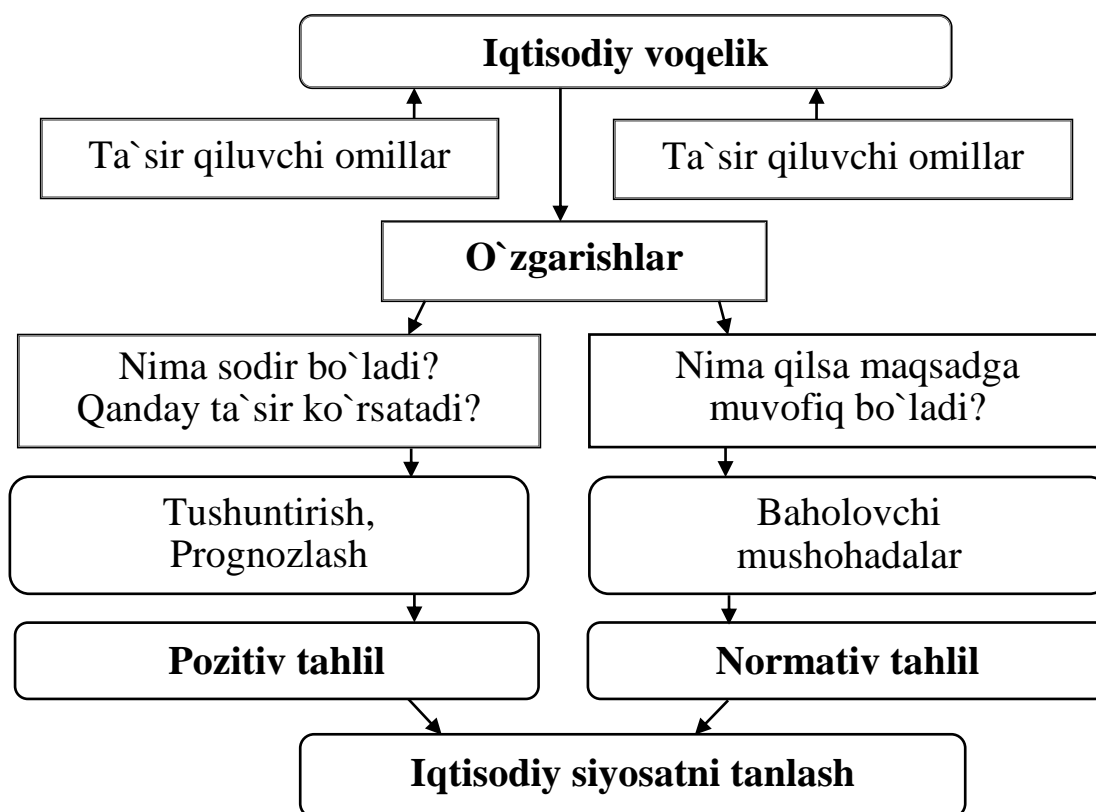 Iqtisodiy voqelik
Ta`sir qiluvchi omillar
Ta`sir qiluvchi omillar
O`zgarishlar
Nima sodir bo`ladi?
Qanday ta`sir ko`rsatadi?
Nima qilsa maqsadga
muvofiq bo`ladi?
Tushuntirish,
Prognozlash
Baholovchi
mushohadalar
Pozitiv tahlil
Normativ tahlil
Iqtisodiy siyosatni tanlash